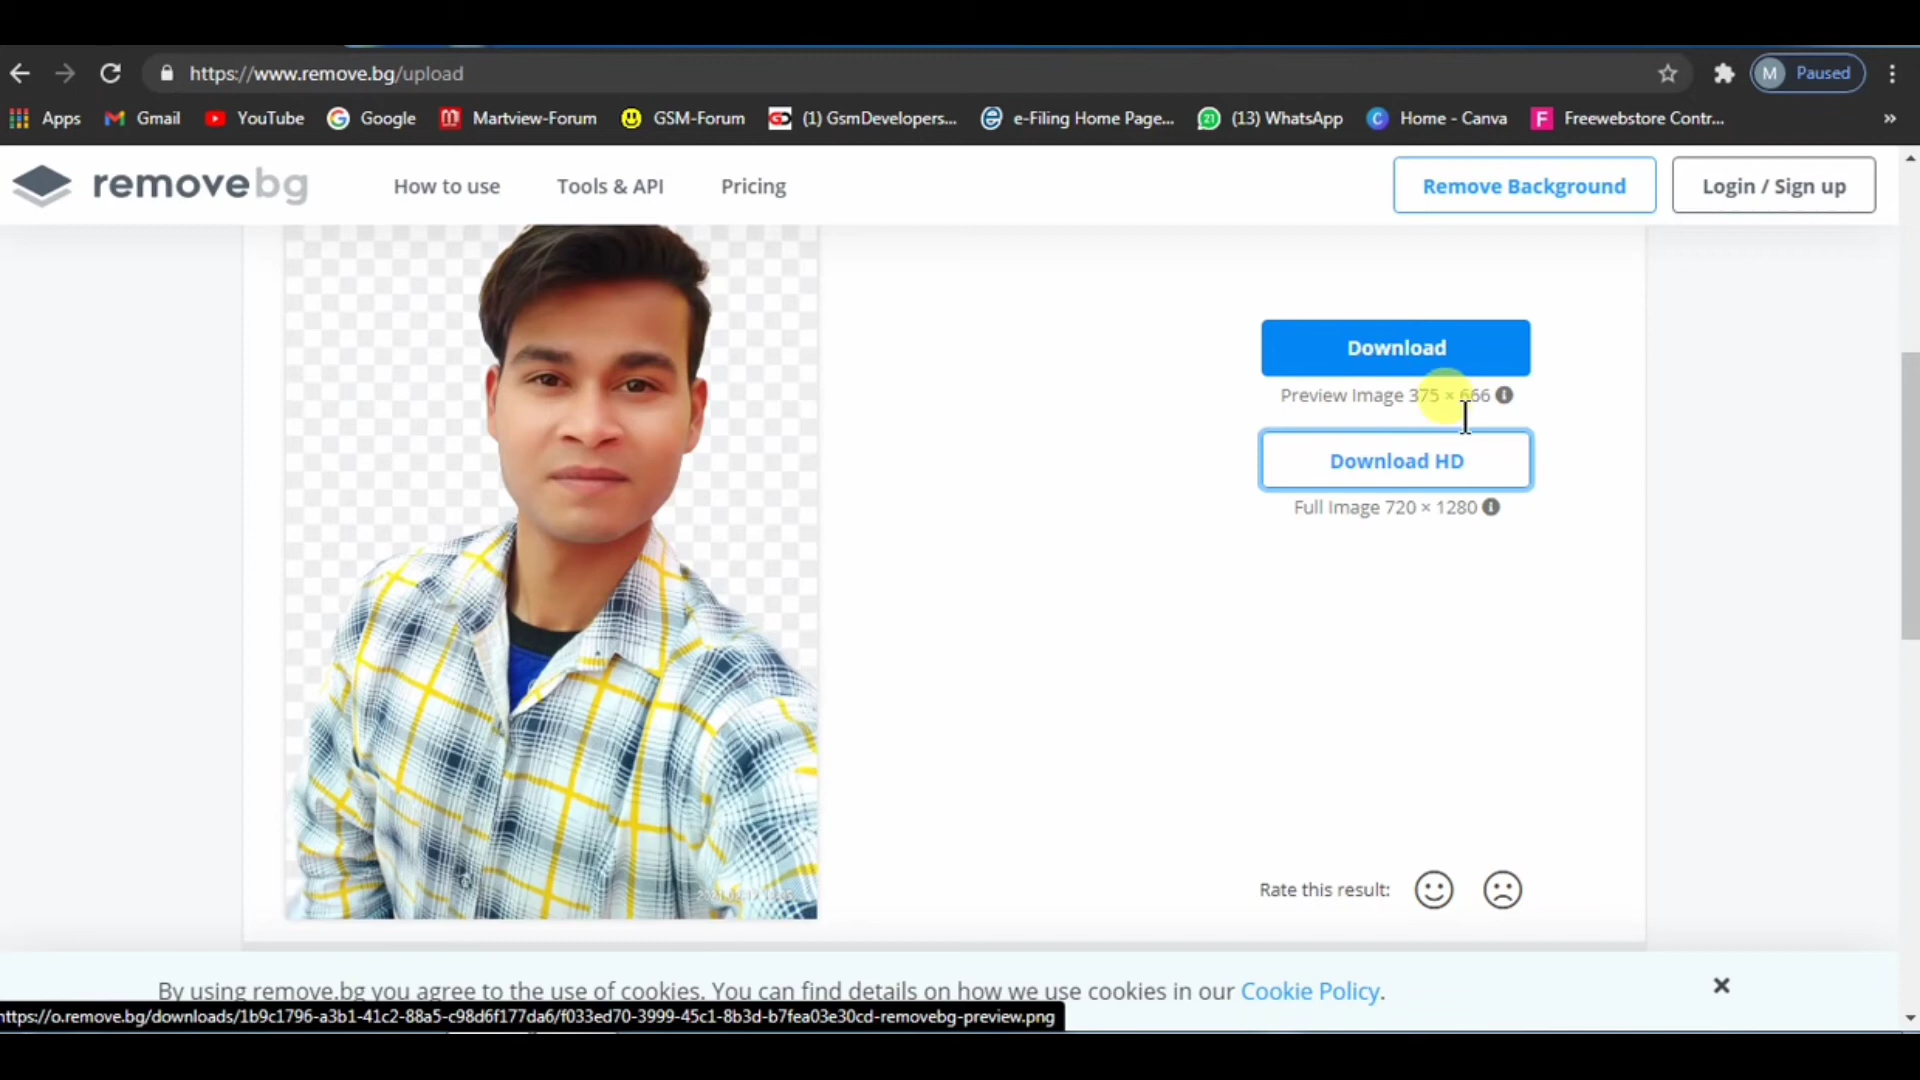 https://www.remove.bg/upload
M Paused
Apps Gmail YouTube Google Martview-Forum GSM-Forum (1) GsmDevelopers... e-Filing Home Page... (13) WhatsApp Home - Canva Freewebstore Contr... »
removebg How to use Tools & API Pricing Remove Background Login / Sign up
Download
Preview Image 375 × 666
Download HD
Full Image 720 × 1280
Rate this result:
By using remove.bg you agree to the use of cookies. You can find details on how we use cookies in our Cookie Policy.
https://o.remove.bg/downloads/1b9c1796-a3b1-41c2-88a5-c98d6f177da6/f033ed70-3999-45c1-8b3d-b7fea03e30cd-removebg-preview.png